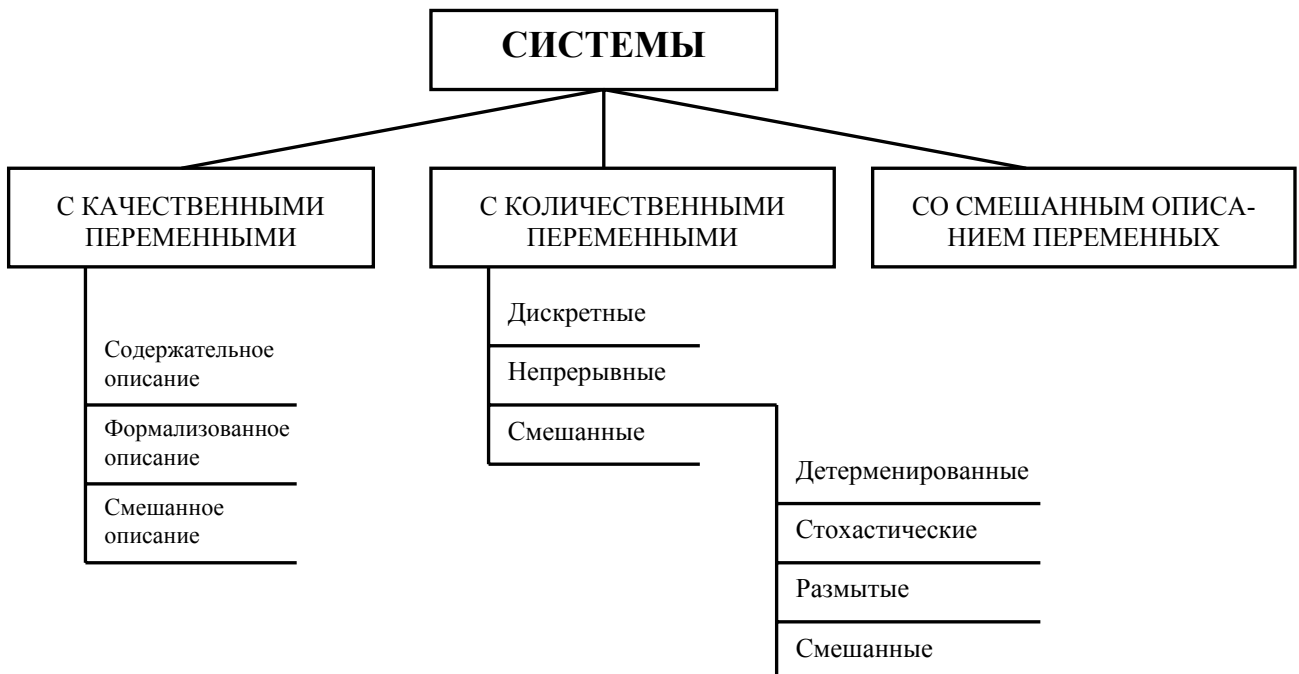 СИСТЕМЫ
С КАЧЕСТВЕННЫМИ
ПЕРЕМЕННЫМИ
С КОЛИЧЕСТВЕННЫМИ
ПЕРЕМЕННЫМИ
СО СМЕШАННЫМ ОПИСА-
НИЕМ ПЕРЕМЕННЫХ
Содержательное
описание
Формализованное
описание
Смешанное
описание
Дискретные
Непрерывные
Смешанные
Детерменированные
Стохастические
Размытые
Смешанные